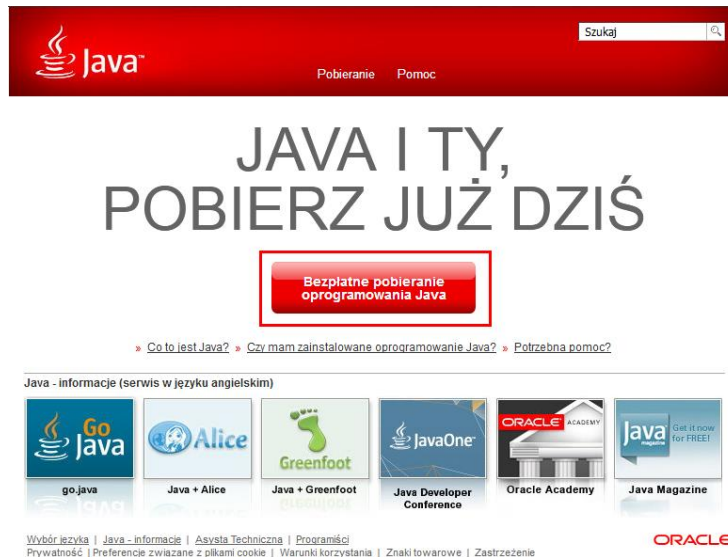 Szukaj
Java™
Pobieranie Pomoc
JAVA I TY,
POBIERZ JUŻ DZIŚ
Bezpłatne pobieranie
oprogramowania Java
» Co to jest Java? » Czy mam zainstalowane oprogramowanie Java? » Potrzebna pomoc?
Java - informacje (serwis w języku angielskim)
Go
Java
Alice
Greenfoot
JavaOne
ORACLE ACADEMY
Java magazine
Get it now
for FREE!
go.java
Java + Alice
Java + Greenfoot
Java Developer
Conference
Oracle Academy
Java Magazine
Wybór języka | Java - informacje | Asysta Techniczna | Programiści
Prywatność | Preferencje związane z plikami cookie | Warunki korzystania | Znaki towarowe | Zastrzeżenie
ORACLE